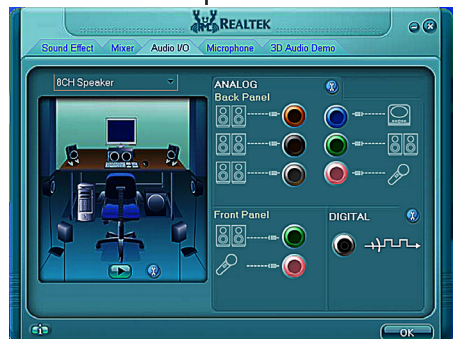 REALTEK
Sound Effect Mixer Audio I/O Microphone 3D Audio Demo
8CH Speaker
ANALOG
Back Panel
Front Panel
DIGITAL
OK